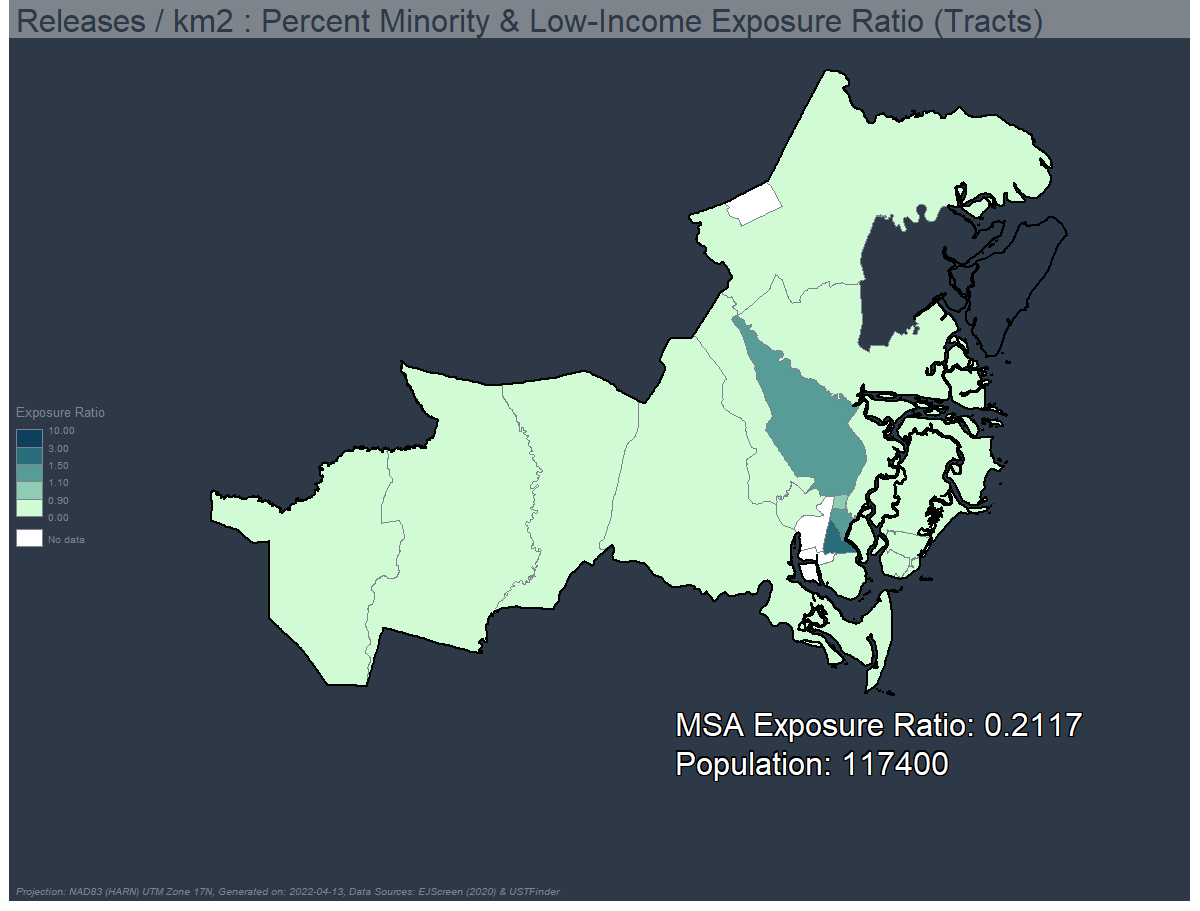 Releases / km2 : Percent Minority & Low-Income Exposure Ratio (Tracts)
Exposure Ratio
10.00
3.00
1.50
1.10
0.90
0.00
No data
MSA Exposure Ratio: 0.2117
Population: 117400
Projection: NAD83 (HARN) UTM Zone 17N, Generated on: 2022-04-13, Data Sources: EJScreen (2020) & USTFinder